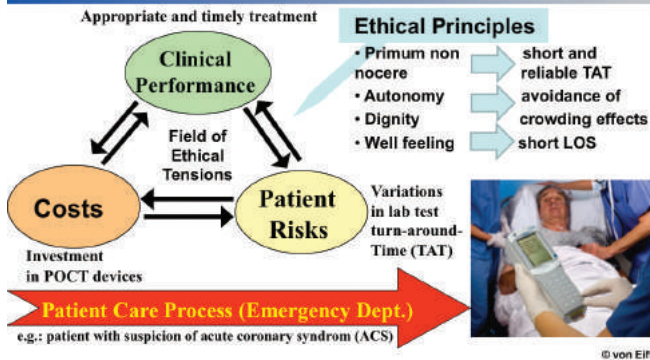 Appropriate and timely treatment
Clinical
Performance
Ethical Principles
• Primum non
nocere
• Autonomy
• Dignity
• Well feeling
short and
reliable TAT
avoidance of
crowding effects
short LOS
Field of
Ethical
Tensions
Costs
Patient
Risks
Variations
in lab test
turn-around-
Time (TAT)
Investment
in POCT devices
Patient Care Process (Emergency Dept.)
e.g.: patient with suspicion of acute coronary syndrom (ACS)
© von Eif